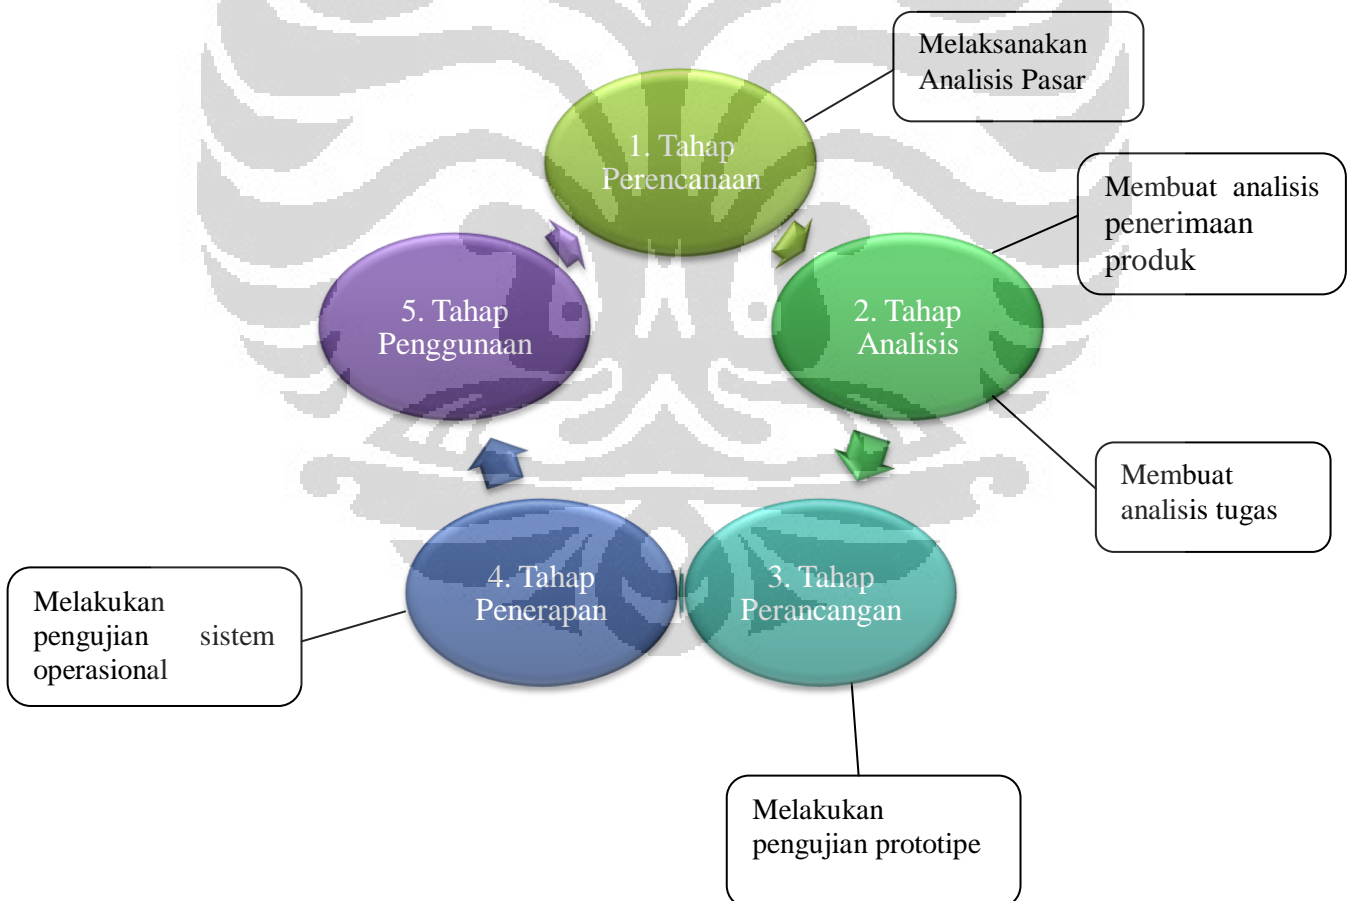 Melaksanakan
Analisis Pasar
1. Tahap
Perencanaan
Membuat analisis
penerimaan
produk
5. Tahap
Penggunaan
2. Tahap
Analisis
Membuat
analisis tugas
4. Tahap
Penerapan
3. Tahap
Perancangan
Melakukan
pengujian sistem
operasional
Melakukan
pengujian prototipe